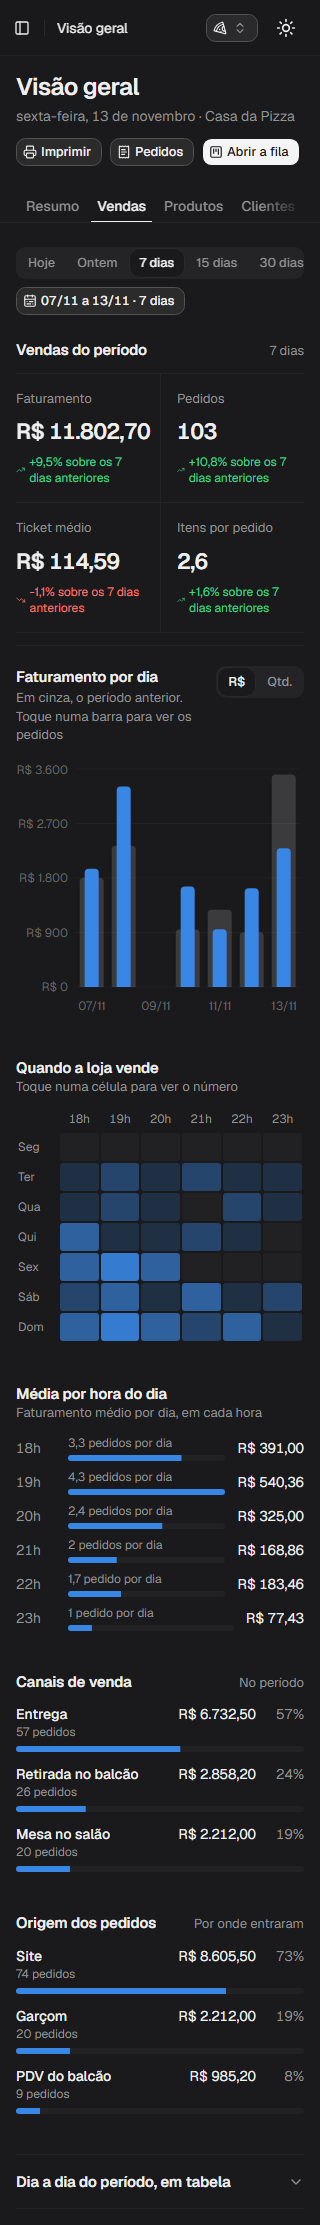 Visão geral
Visão geral
sexta-feira, 13 de novembro · Casa da Pizza
Imprimir
Pedidos
Abrir a fila
Resumo
Vendas
Produtos
Clientes
Hoje
Ontem
7 dias
15 dias
30 dias
07/11 a 13/11 · 7 dias
Vendas do período
7 dias
Faturamento
Pedidos
R$ 11.802,70
103
+9,5% sobre os 7
dias anteriores
+10,8% sobre os 7
dias anteriores
Ticket médio
Itens por pedido
R$ 114,59
2,6
-1,1% sobre os 7 dias
anteriores
+1,6% sobre os 7
dias anteriores
Faturamento por dia
R$
Qtd.
Em cinza, o período anterior.
Toque numa barra para ver os
pedidos
R$ 3.600
R$ 2.700
R$ 1.800
R$ 900
R$ 0
07/11
09/11
11/11
13/11
Quando a loja vende
Toque numa célula para ver o número
18h
19h
20h
21h
22h
23h
Seg
Ter
Qua
Qui
Sex
Sáb
Dom
Média por hora do dia
Faturamento médio por dia, em cada hora
18h
3,3 pedidos por dia
R$ 391,00
19h
4,3 pedidos por dia
R$ 540,36
20h
2,4 pedidos por dia
R$ 325,00
21h
2 pedidos por dia
R$ 168,86
22h
1,7 pedido por dia
R$ 183,46
23h
1 pedido por dia
R$ 77,43
Canais de venda
No período
Entrega
R$ 6.732,50
57%
57 pedidos
Retirada no balcão
R$ 2.858,20
24%
26 pedidos
Mesa no salão
R$ 2.212,00
19%
20 pedidos
Origem dos pedidos
Por onde entraram
Site
R$ 8.605,50
73%
74 pedidos
Garçom
R$ 2.212,00
19%
20 pedidos
PDV do balcão
R$ 985,20
8%
9 pedidos
Dia a dia do período, em tabela